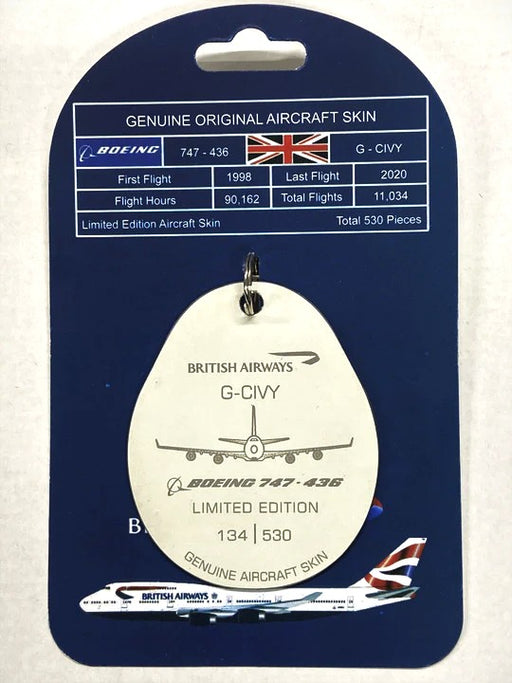 GENUINE ORIGINAL AIRCRAFT SKIN
BOEING 747 - 436 G - CIVY
First Flight 1998 Last Flight 2020
Flight Hours 90,162 Total Flights 11,034
Limited Edition Aircraft Skin Total 530 Pieces
BRITISH AIRWAYS
G-CIVY
BOEING 747-436
LIMITED EDITION
134 | 530
GENUINE AIRCRAFT SKIN
BRITISH AIRWAYS